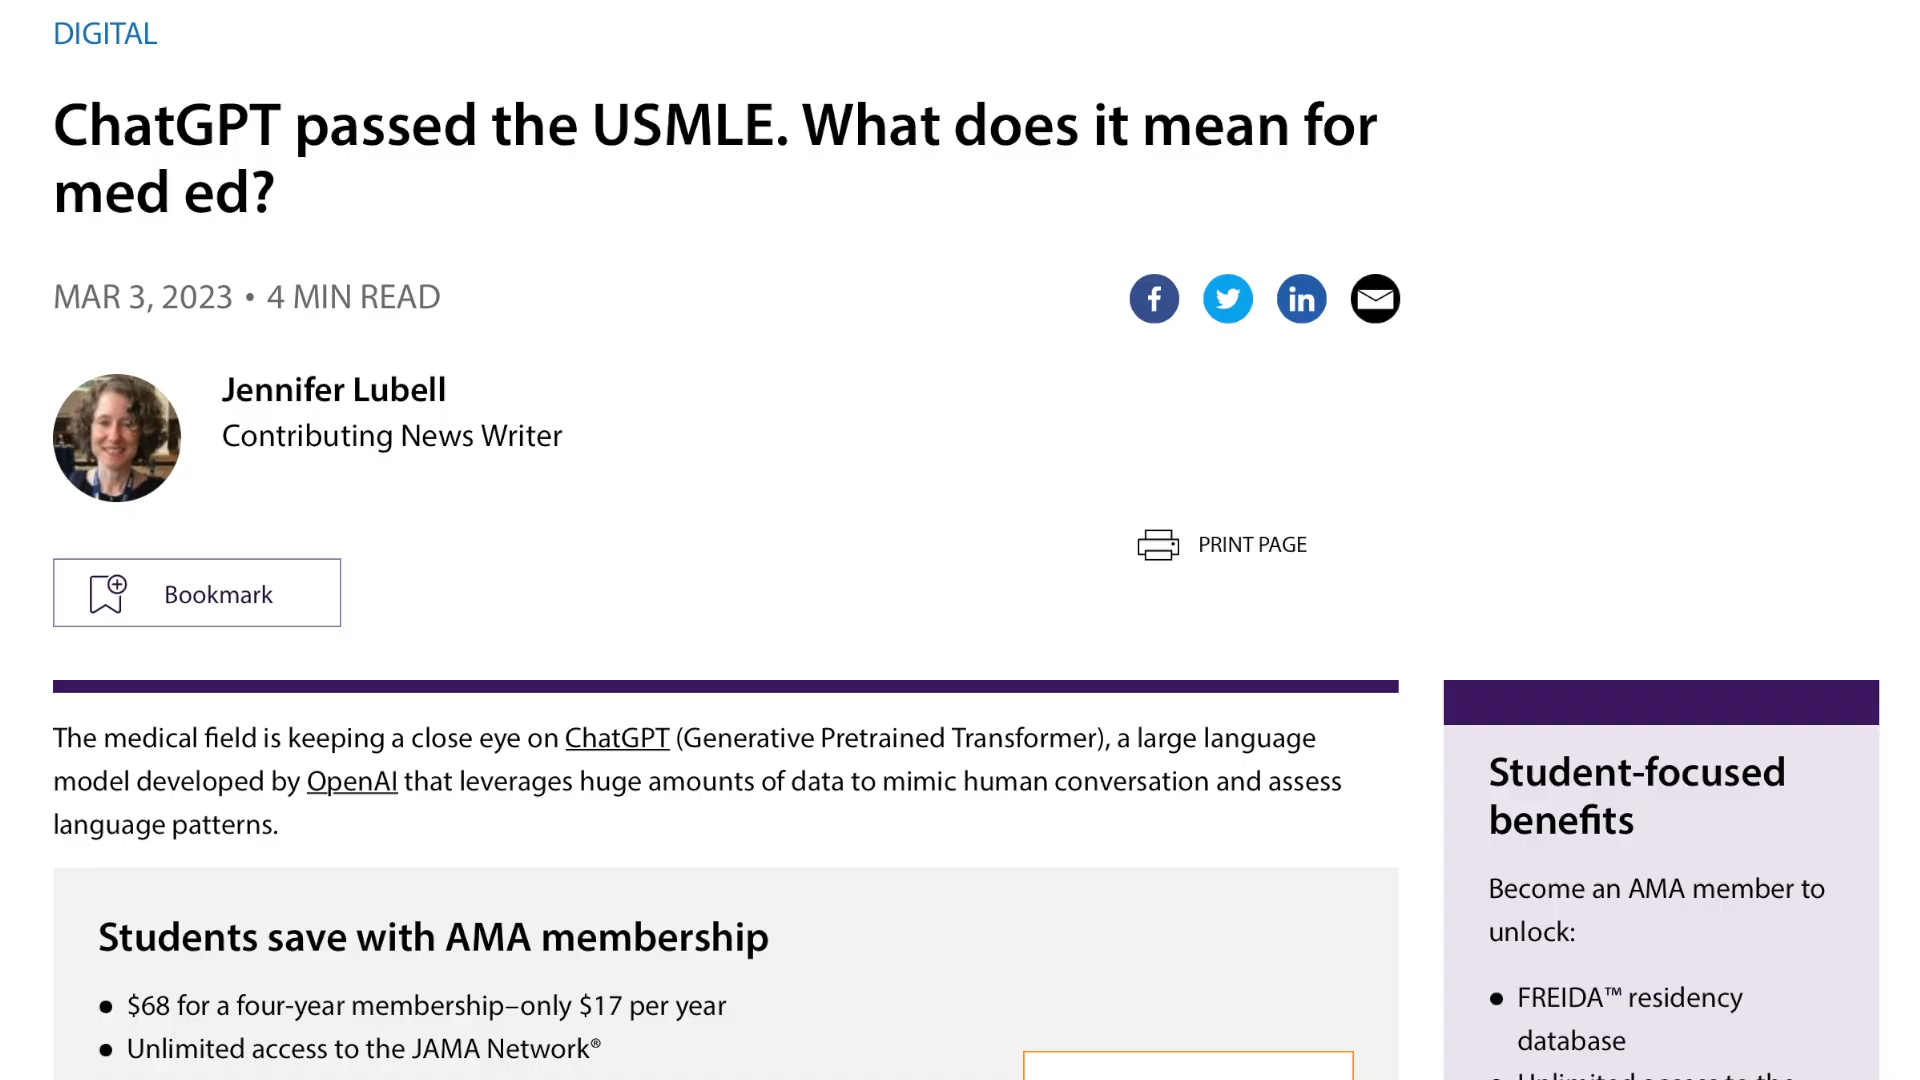 DIGITAL
ChatGPT passed the USMLE. What does it mean for
med ed?
MAR 3, 2023 • 4 MIN READ
Jennifer Lubell
Contributing News Writer
PRINT PAGE
Bookmark
The medical field is keeping a close eye on ChatGPT (Generative Pretrained Transformer), a large language
model developed by OpenAI that leverages huge amounts of data to mimic human conversation and assess
language patterns.
Students save with AMA membership
● $68 for a four-year membership–only $17 per year
● Unlimited access to the JAMA Network®
Student-focused
benefits
Become an AMA member to
unlock:
● FREIDA™ residency
database